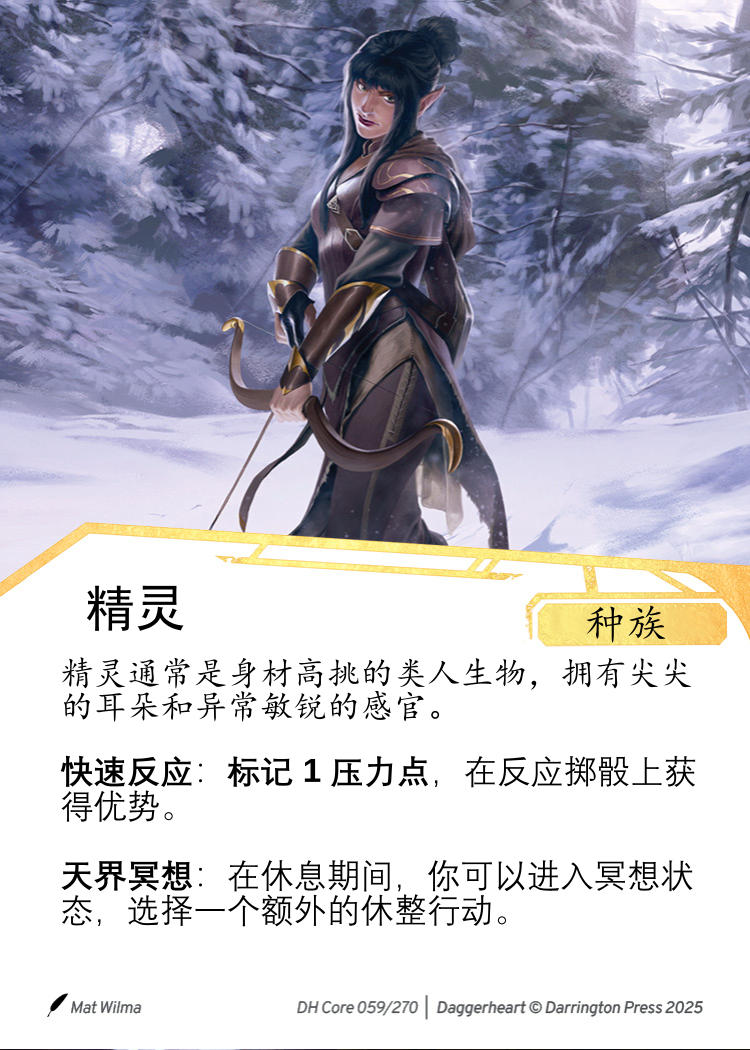 精灵
种族
精灵通常是身材高挑的类人生物，拥有尖尖
的耳朵和异常敏锐的感官。
快速反应：标记 1 压力点，在反应掷骰上获
得优势。
天界冥想：在休息期间，你可以进入冥想状
态，选择一个额外的休整行动。
Mat Wilma
DH Core 059/270 | Daggerheart © Darrington Press 2025